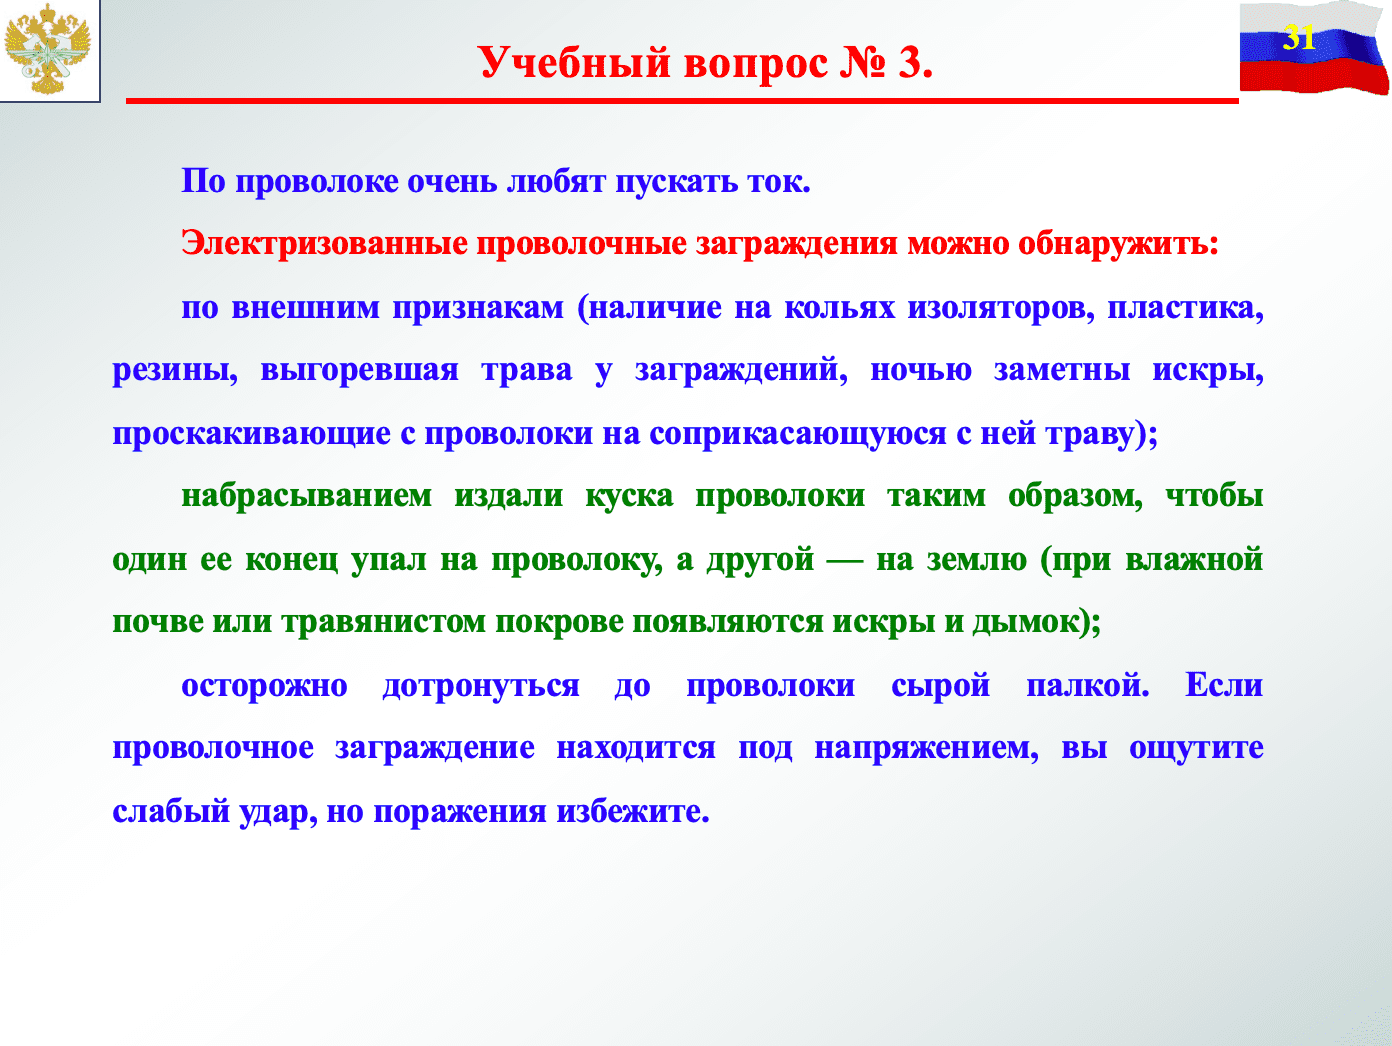 31
Учебный вопрос № 3.
По проволоке очень любят пускать ток.
Электризованные проволочные заграждения можно обнаружить:
по внешним признакам (наличие на кольях изоляторов, пластика,
резины, выгоревшая трава у заграждений, ночью заметны искры,
проскакивающие с проволоки на соприкасающуюся с ней траву);
набрасыванием издали куска проволоки таким образом, чтобы
один ее конец упал на проволоку, а другой — на землю (при влажной
почве или травянистом покрове появляются искры и дымок);
осторожно дотронуться до проволоки сырой палкой. Если
проволочное заграждение находится под напряжением, вы ощутите
слабый удар, но поражения избежите.